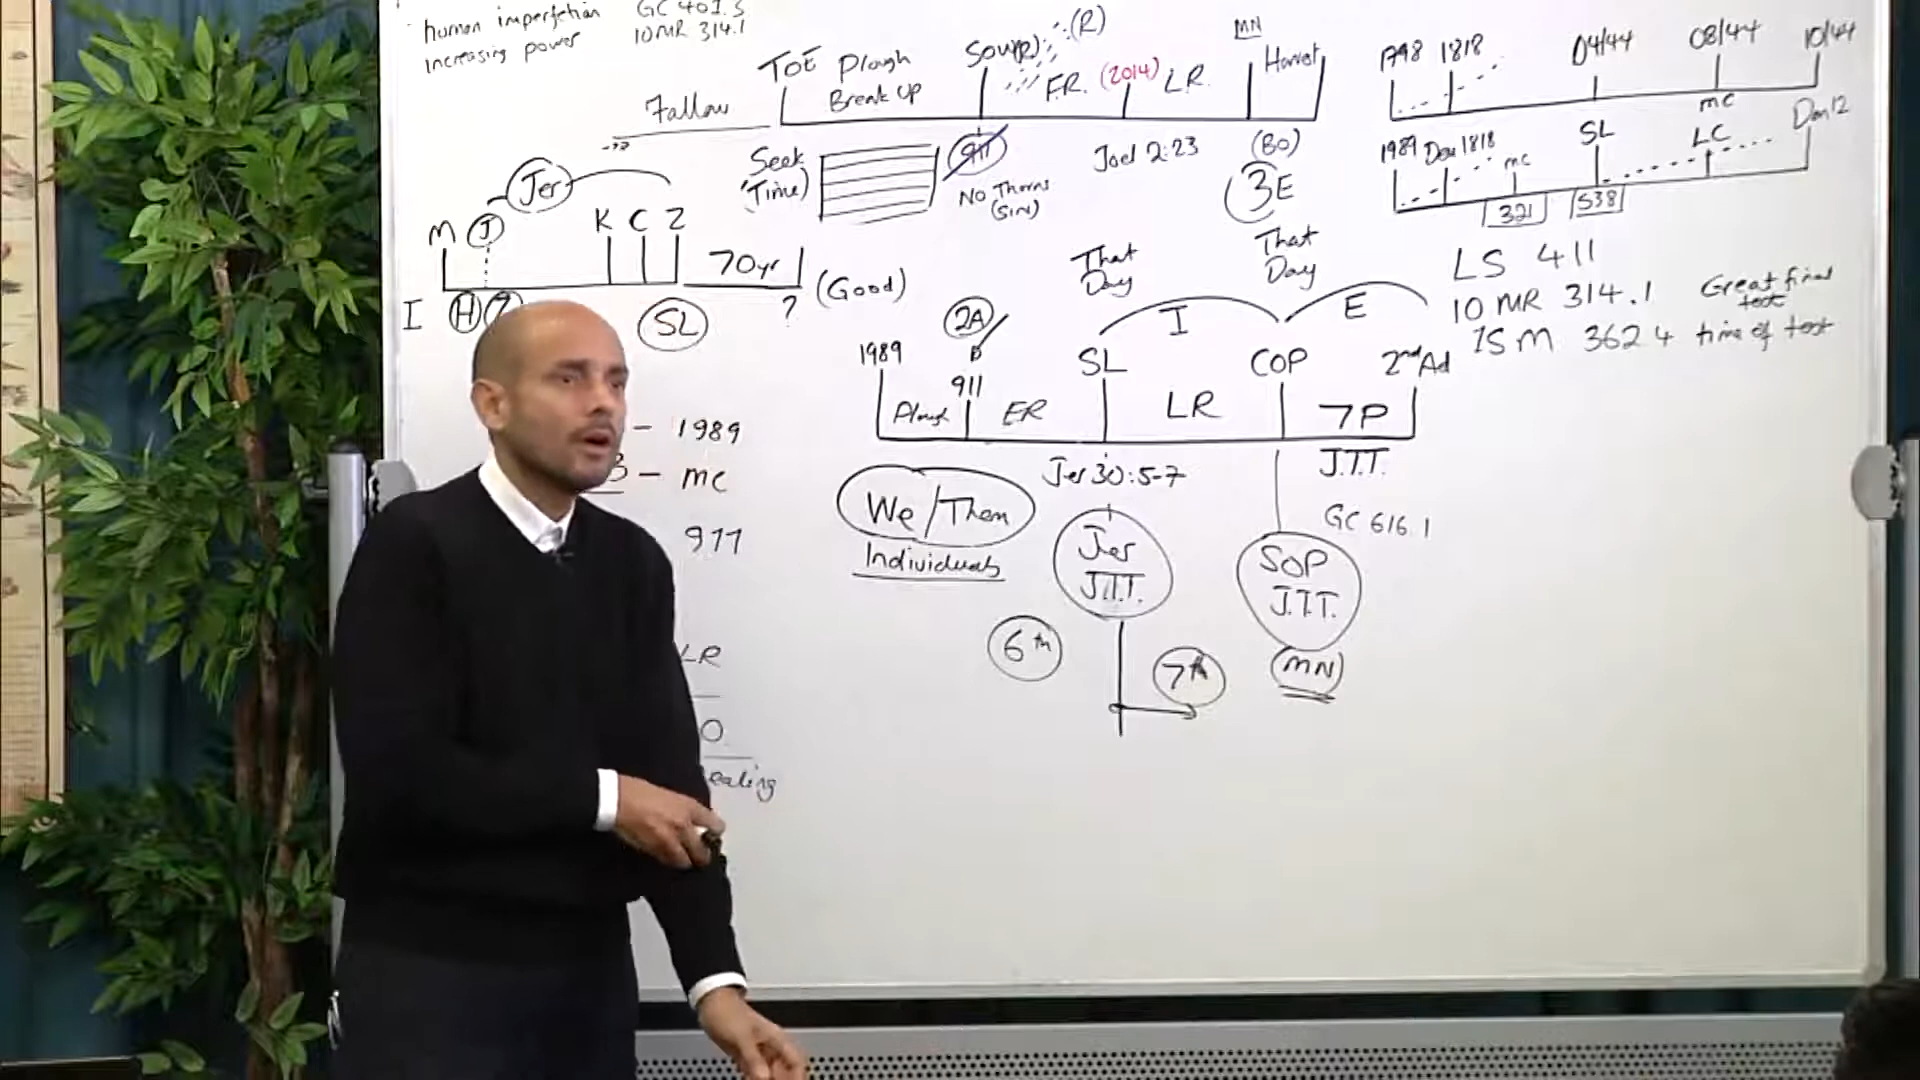 human imperfection GC 401.3
increasing power 10MR 314.1
Fallow
ToE Plough
Break up
Sow(p) (R)
E.R. (2014) L.R.
MN
Harvest
Seek
(Time)
911
No Thorns
(SIN)
Joel 2:23
(BO)
3E
1798 1818 04/44 08/44 10/44
mc
1989 Dan 1818 mc SL LC Dan 12
321 538
Jer
M J K C Z 70yr (Good)
I H SL ?
LS 411
10 MR 314.1 Great final test
1SM 362 4 time of test
That Day That Day
I E
2A
1989 911 SL COP 2nd Ad
Plough ER LR 7P
- 1989
3 - mc
911
LR
O
ealing
We/Them
Individuals
Jer 30:5-7
Jer
J.T.T.
6th
7th
J.T.T.
GC 616.1
SOP
J.T.T.
(MN)